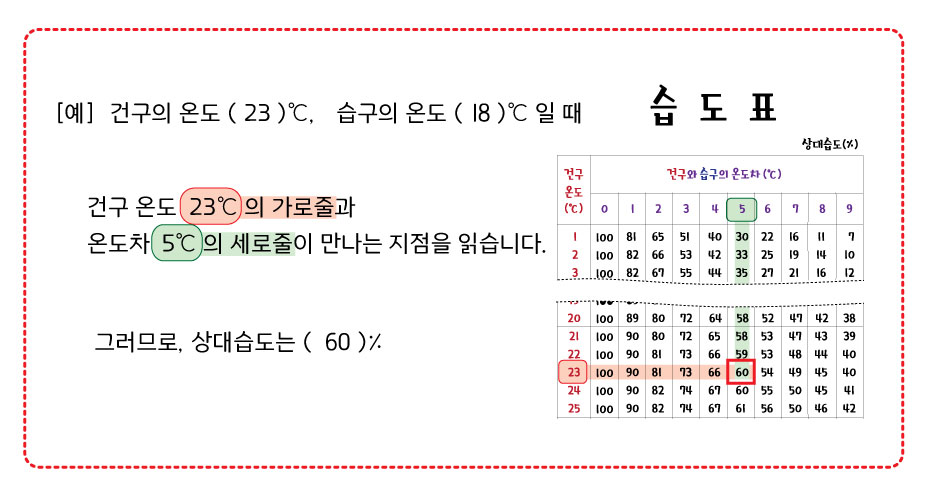 [예] 건구의 온도 ( 23 )℃, 습구의 온도 ( 18 )℃ 일 때
건구 온도 23℃ 의 가로줄과
온도차 5℃ 의 세로줄이 만나는 지점을 읽습니다.
그러므로, 상대습도는 ( 60 )%
습 도 표
상대습도(%)
건구 온도 (℃)
건구와 습구의 온도차 (℃)
0 1 2 3 4 5 6 7 8 9
1 100 81 65 51 40 30 22 16 11 7
2 100 82 66 53 42 33 25 19 14 10
3 100 82 67 55 44 35 27 21 16 12
20 100 89 80 72 64 58 52 47 42 38
21 100 90 80 72 65 58 53 47 43 39
22 100 90 81 73 66 59 53 48 44 40
23 100 90 81 73 66 60 54 49 45 40
24 100 90 82 74 67 60 55 50 45 41
25 100 90 82 74 67 61 56 50 46 42